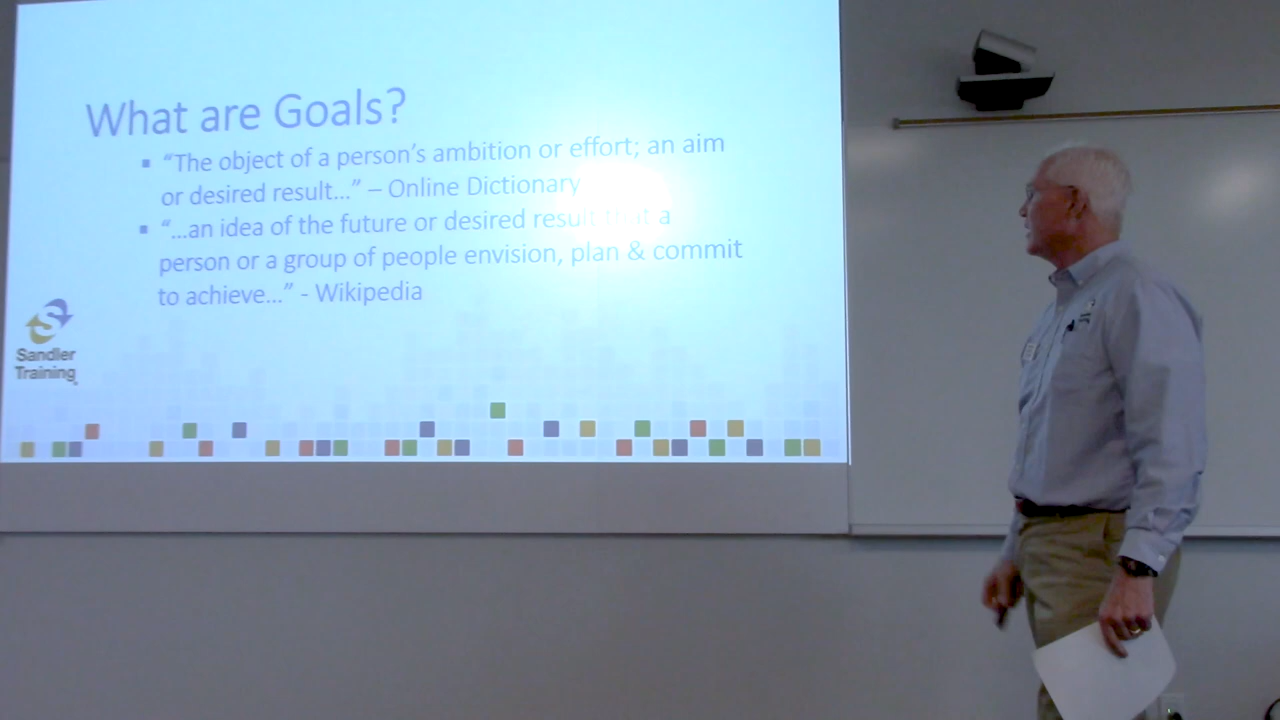 What are Goals?
▪ “The object of a person’s ambition or effort; an aim
or desired result...” – Online Dictionary
▪ “...an idea of the future or desired result that a
person or a group of people envision, plan & commit
to achieve...” - Wikipedia
S
Sandler
Training